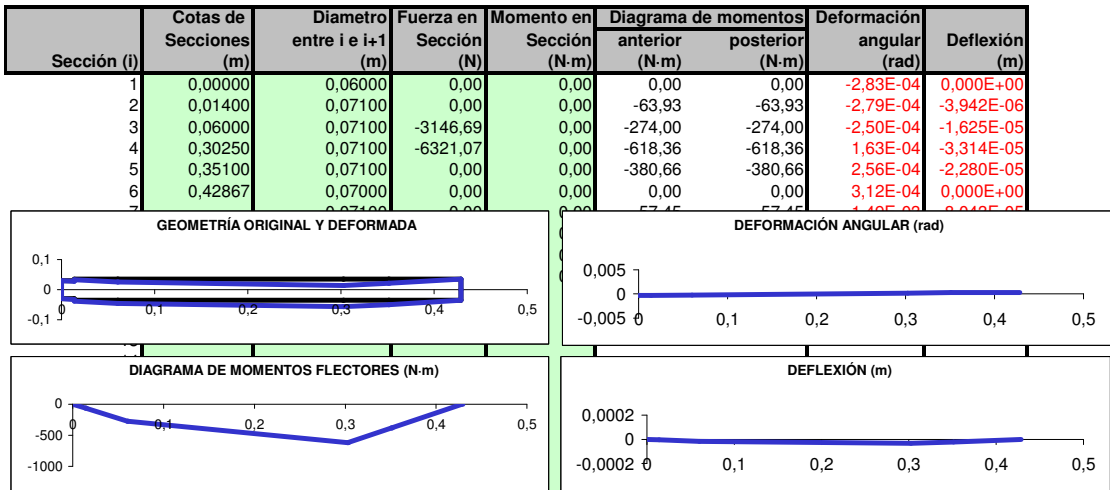 Cotas de Diametro Fuerza en Momento en Diagrama de momentos Deformación
Secciones entre i e i+1 Sección Sección anterior posterior angular Deflexión
Sección (i) (m) (m) (N) (N·m) (N·m) (N·m) (rad) (m)
1 0,00000 0,06000 0,00 0,00 0,00 0,00 -2,83E-04 0,000E+00
2 0,01400 0,07100 0,00 0,00 -63,93 -63,93 -2,79E-04 -3,942E-06
3 0,06000 0,07100 -3146,69 0,00 -274,00 -274,00 -2,50E-04 -1,625E-05
4 0,30250 0,07100 -6321,07 0,00 -618,36 -618,36 1,63E-04 -3,314E-05
5 0,35100 0,07100 0,00 0,00 -380,66 -380,66 2,56E-04 -2,280E-05
6 0,42867 0,07000 0,00 0,00 0,00 0,00 3,12E-04 0,000E+00
GEOMETRÍA ORIGINAL Y DEFORMADA
0,1
0
-0,1
0 0,1 0,2 0,3 0,4 0,5
DEFORMACIÓN ANGULAR (rad)
0,005
0
-0,005
0 0,1 0,2 0,3 0,4 0,5
DIAGRAMA DE MOMENTOS FLECTORES (N·m)
0
-500
-1000
0 0,1 0,2 0,3 0,4 0,5
DEFLEXIÓN (m)
0,0002
0
-0,0002
0 0,1 0,2 0,3 0,4 0,5